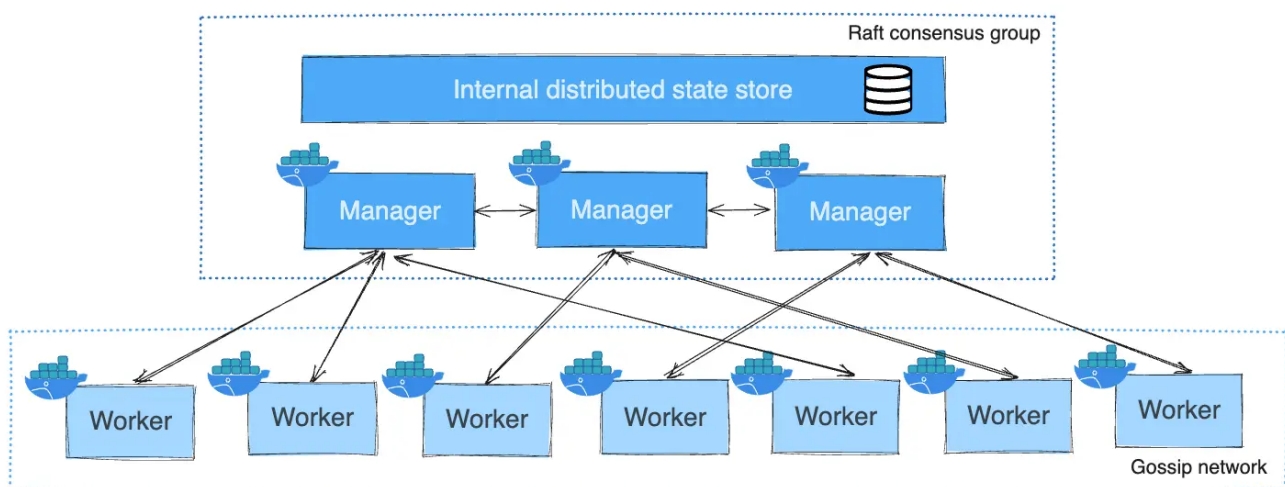 Raft consensus group
Internal distributed state store
Manager
Manager
Manager
Worker
Worker
Worker
Worker
Worker
Worker
Worker
Gossip network